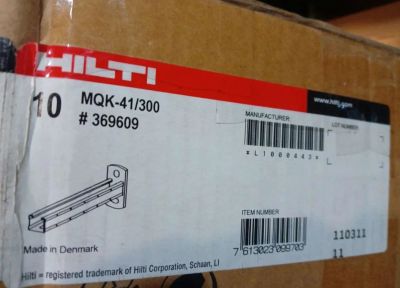 HILTI
www.hilti.com
10
MQK-41/300
# 369609
MANUFACTURER:
*L1000443*
LOT NUMBER
ITEM NUMBER
7 613023 099703
110311
11
Made in Denmark
Hilti = registered trademark of Hilti Corporation, Schaan, LI